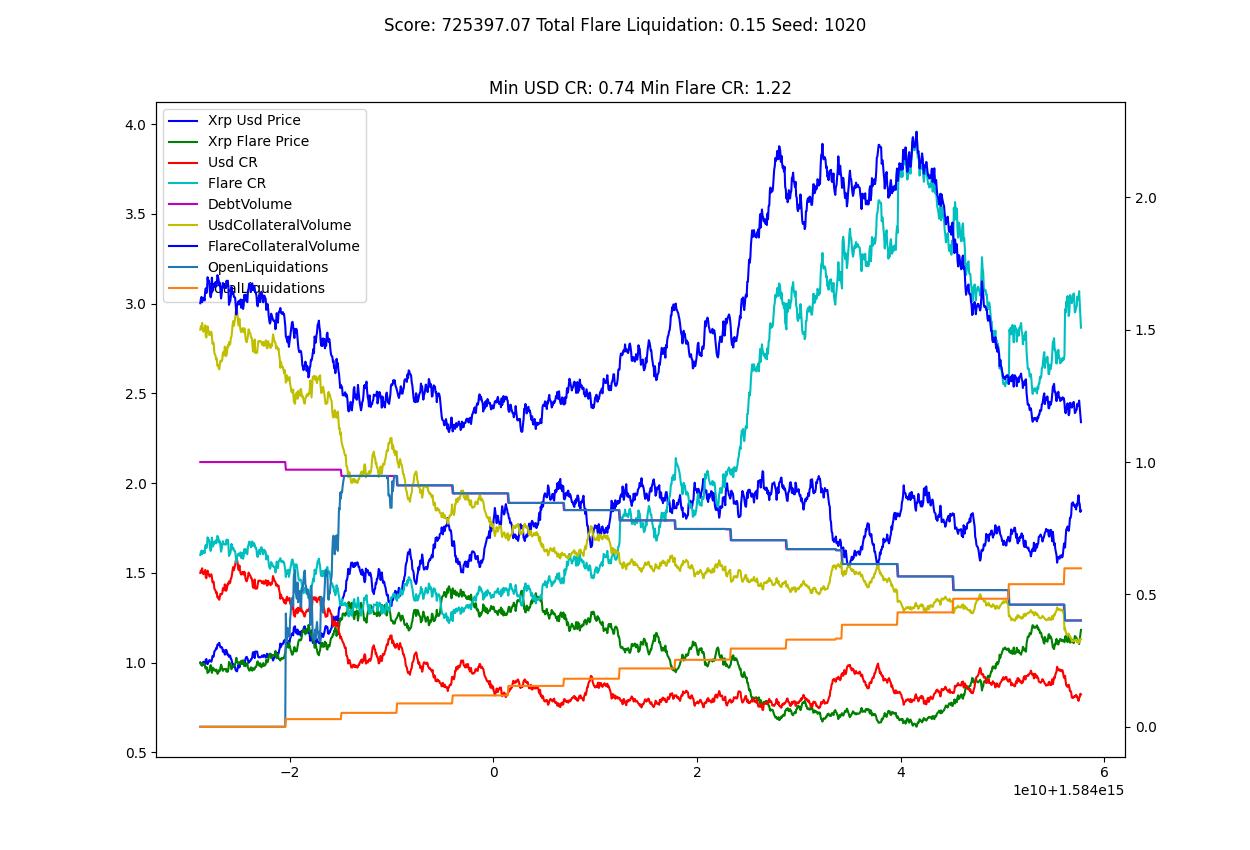 Score: 725397.07 Total Flare Liquidation: 0.15 Seed: 1020
Min USD CR: 0.74 Min Flare CR: 1.22
Xrp Usd Price
Xrp Flare Price
Usd CR
Flare CR
DebtVolume
UsdCollateralVolume
FlareCollateralVolume
OpenLiquidations
TotalLiquidations
4.0
3.5
3.0
2.5
2.0
1.5
1.0
0.5
2.0
1.5
1.0
0.5
0.0
−2
0
2
4
6
1e10+1.584e15